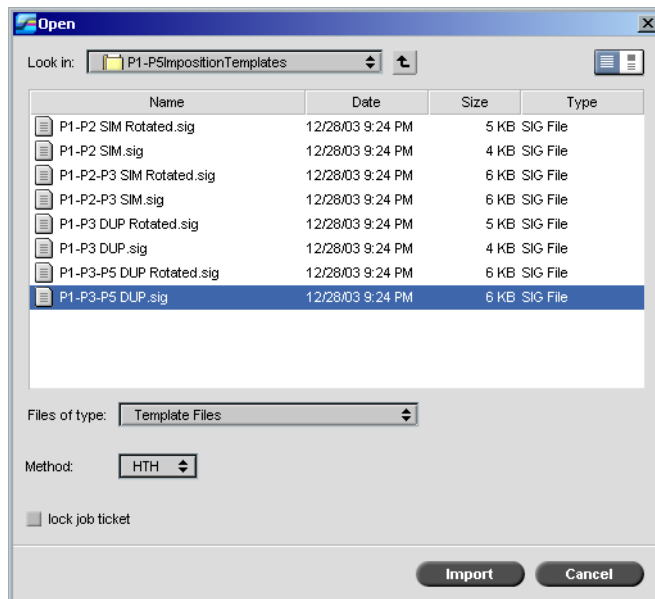 Open
Look in: P1-P5ImpositionTemplates
Name Date Size Type
P1-P2 SIM Rotated.sig 12/28/03 9:24 PM 5 KB SIG File
P1-P2 SIM.sig 12/28/03 9:24 PM 4 KB SIG File
P1-P2-P3 SIM Rotated.sig 12/28/03 9:24 PM 6 KB SIG File
P1-P2-P3 SIM.sig 12/28/03 9:24 PM 6 KB SIG File
P1-P3 DUP Rotated.sig 12/28/03 9:24 PM 5 KB SIG File
P1-P3 DUP.sig 12/28/03 9:24 PM 4 KB SIG File
P1-P3-P5 DUP Rotated.sig 12/28/03 9:24 PM 6 KB SIG File
P1-P3-P5 DUP.sig 12/28/03 9:24 PM 6 KB SIG File
Files of type: Template Files
Method: HTH
lock job ticket
Import Cancel